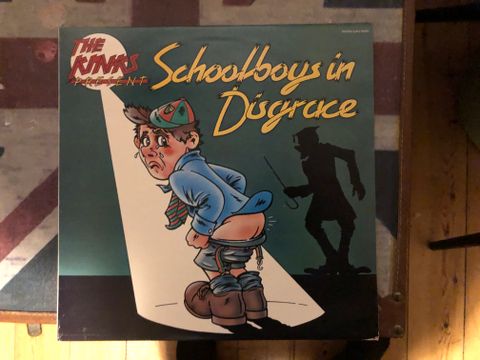 THE
KINKS
PRESENT
Schoolboys in
Disgrace